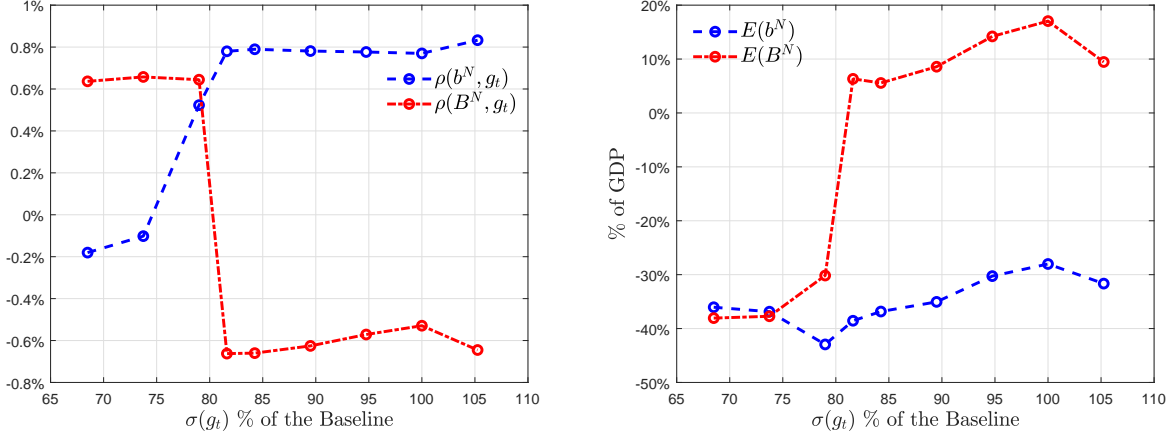 1%
0.8%
0.6%
0.4%
0.2%
0%
-0.2%
-0.4%
-0.6%
-0.8%
65 70 75 80 85 90 95 100 105 110
σ(g_t) % of the Baseline
ρ(b^N, g_t)
ρ(B^N, g_t)
20%
10%
0%
-10%
-20%
-30%
-40%
-50%
% of GDP
65 70 75 80 85 90 95 100 105 110
σ(g_t) % of the Baseline
E(b^N)
E(B^N)